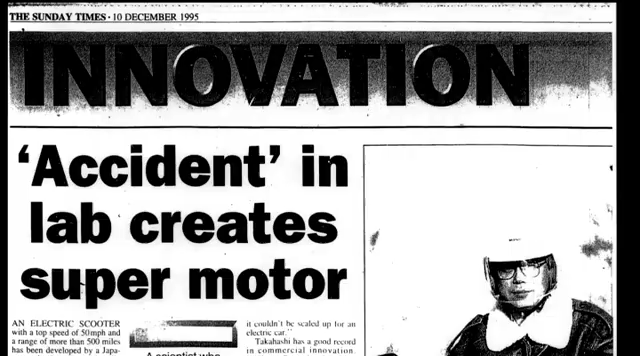 THE SUNDAY TIMES · 10 DECEMBER 1995
INNOVATION
'Accident' in
lab creates
super motor
AN ELECTRIC SCOOTER
with a top speed of 50mph and
a range of more than 500 miles
has been developed by a Japa-
A scientist who
it couldn't be scaled up for an
electric car."
Takahashi has a good record
in commercial innovation.